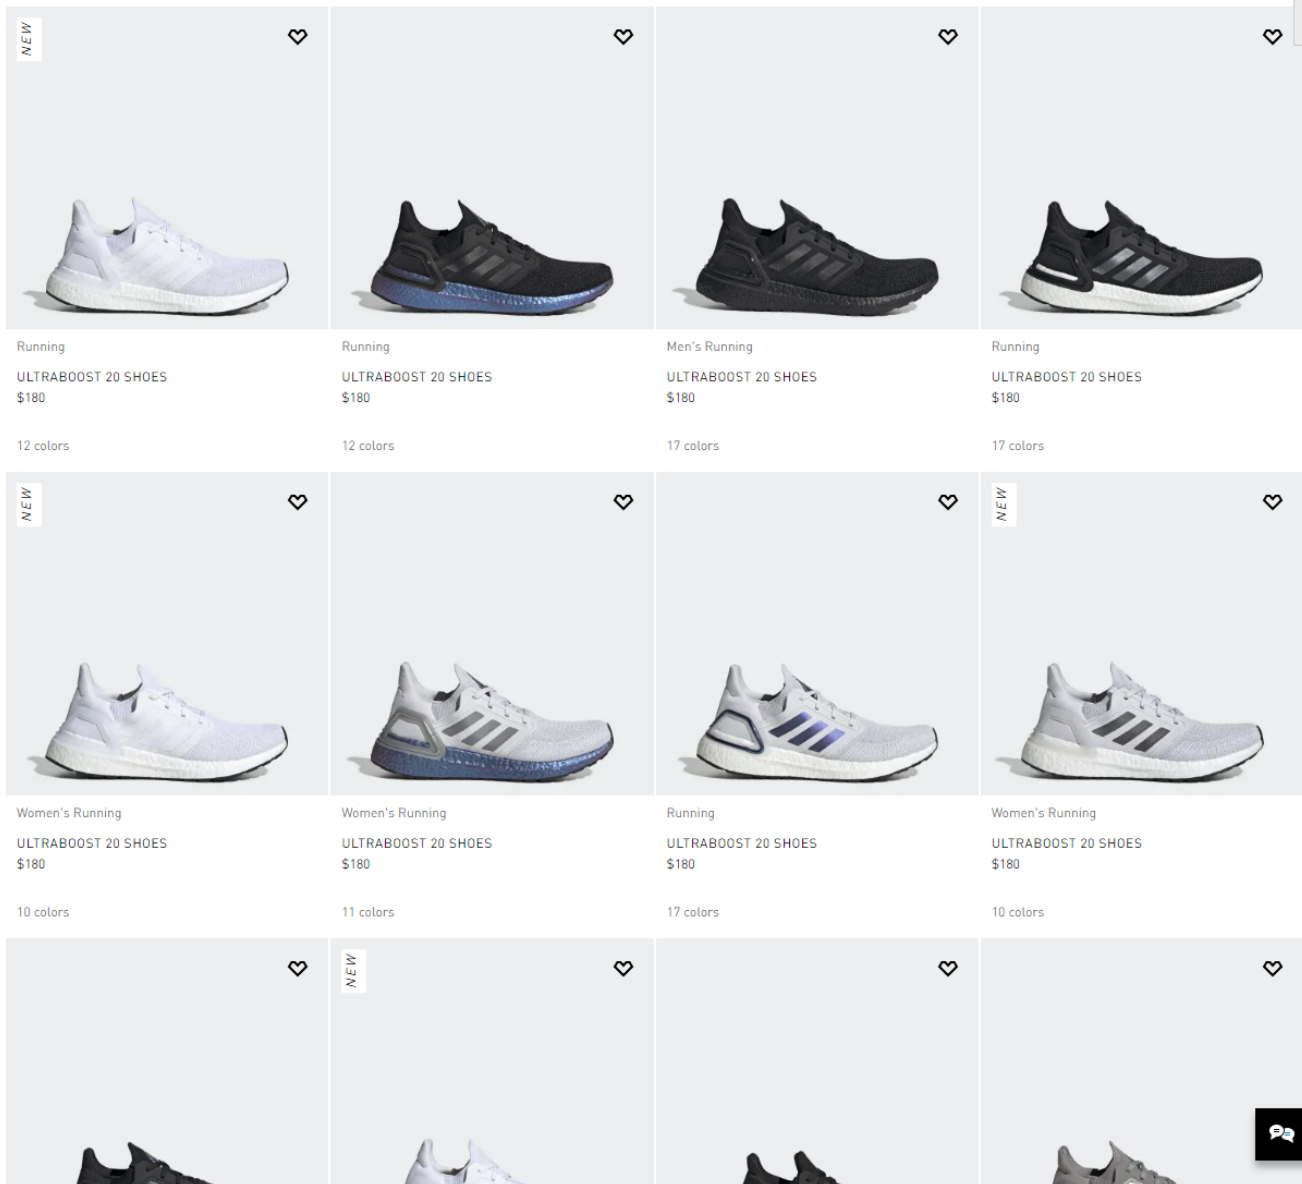 NEW
Running
ULTRABOOST 20 SHOES
$180
12 colors
Running
ULTRABOOST 20 SHOES
$180
12 colors
Men's Running
ULTRABOOST 20 SHOES
$180
17 colors
Running
ULTRABOOST 20 SHOES
$180
17 colors
NEW
Women's Running
ULTRABOOST 20 SHOES
$180
10 colors
Women's Running
ULTRABOOST 20 SHOES
$180
11 colors
Running
ULTRABOOST 20 SHOES
$180
17 colors
NEW
Women's Running
ULTRABOOST 20 SHOES
$180
10 colors
NEW